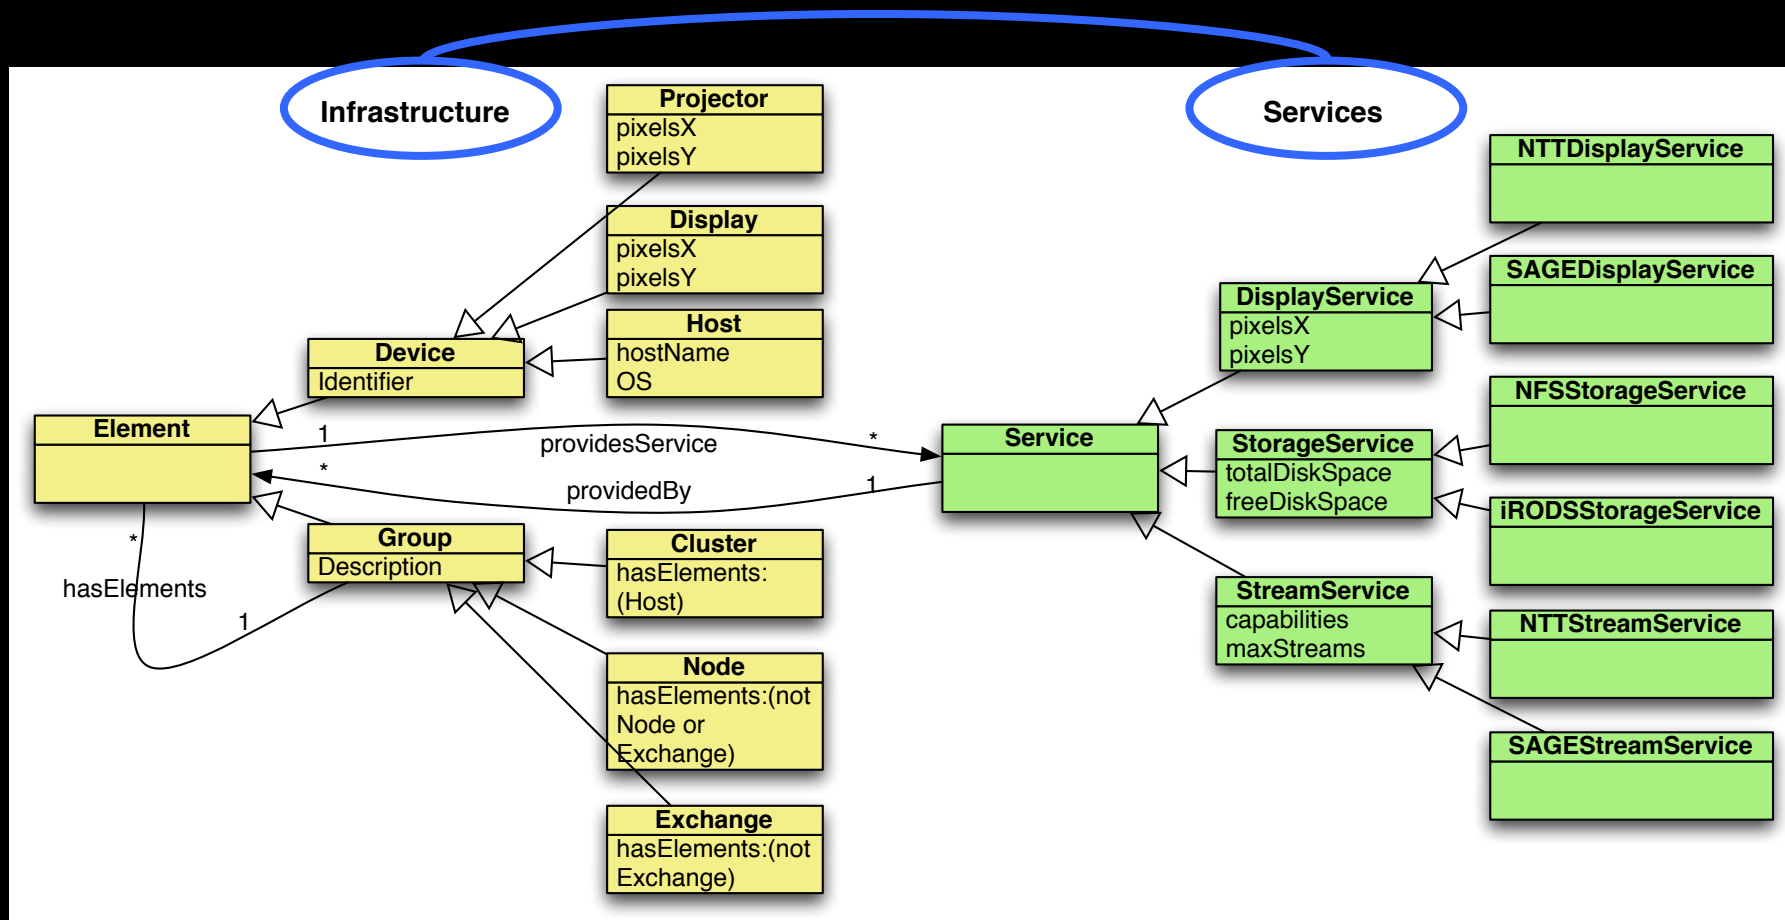 Infrastructure
Services
Projector
pixelsX
pixelsY
Display
pixelsX
pixelsY
Host
hostName
OS
Device
Identifier
Element
1
providesService
*
*
providedBy
1
*
hasElements
1
Group
Description
Cluster
hasElements:
(Host)
Node
hasElements:(not
Node or
Exchange)
Exchange
hasElements:(not
Exchange)
Service
DisplayService
pixelsX
pixelsY
StorageService
totalDiskSpace
freeDiskSpace
StreamService
capabilities
maxStreams
NTTDisplayService
SAGEDisplayService
NFSStorageService
iRODSStorageService
NTTStreamService
SAGEStreamService